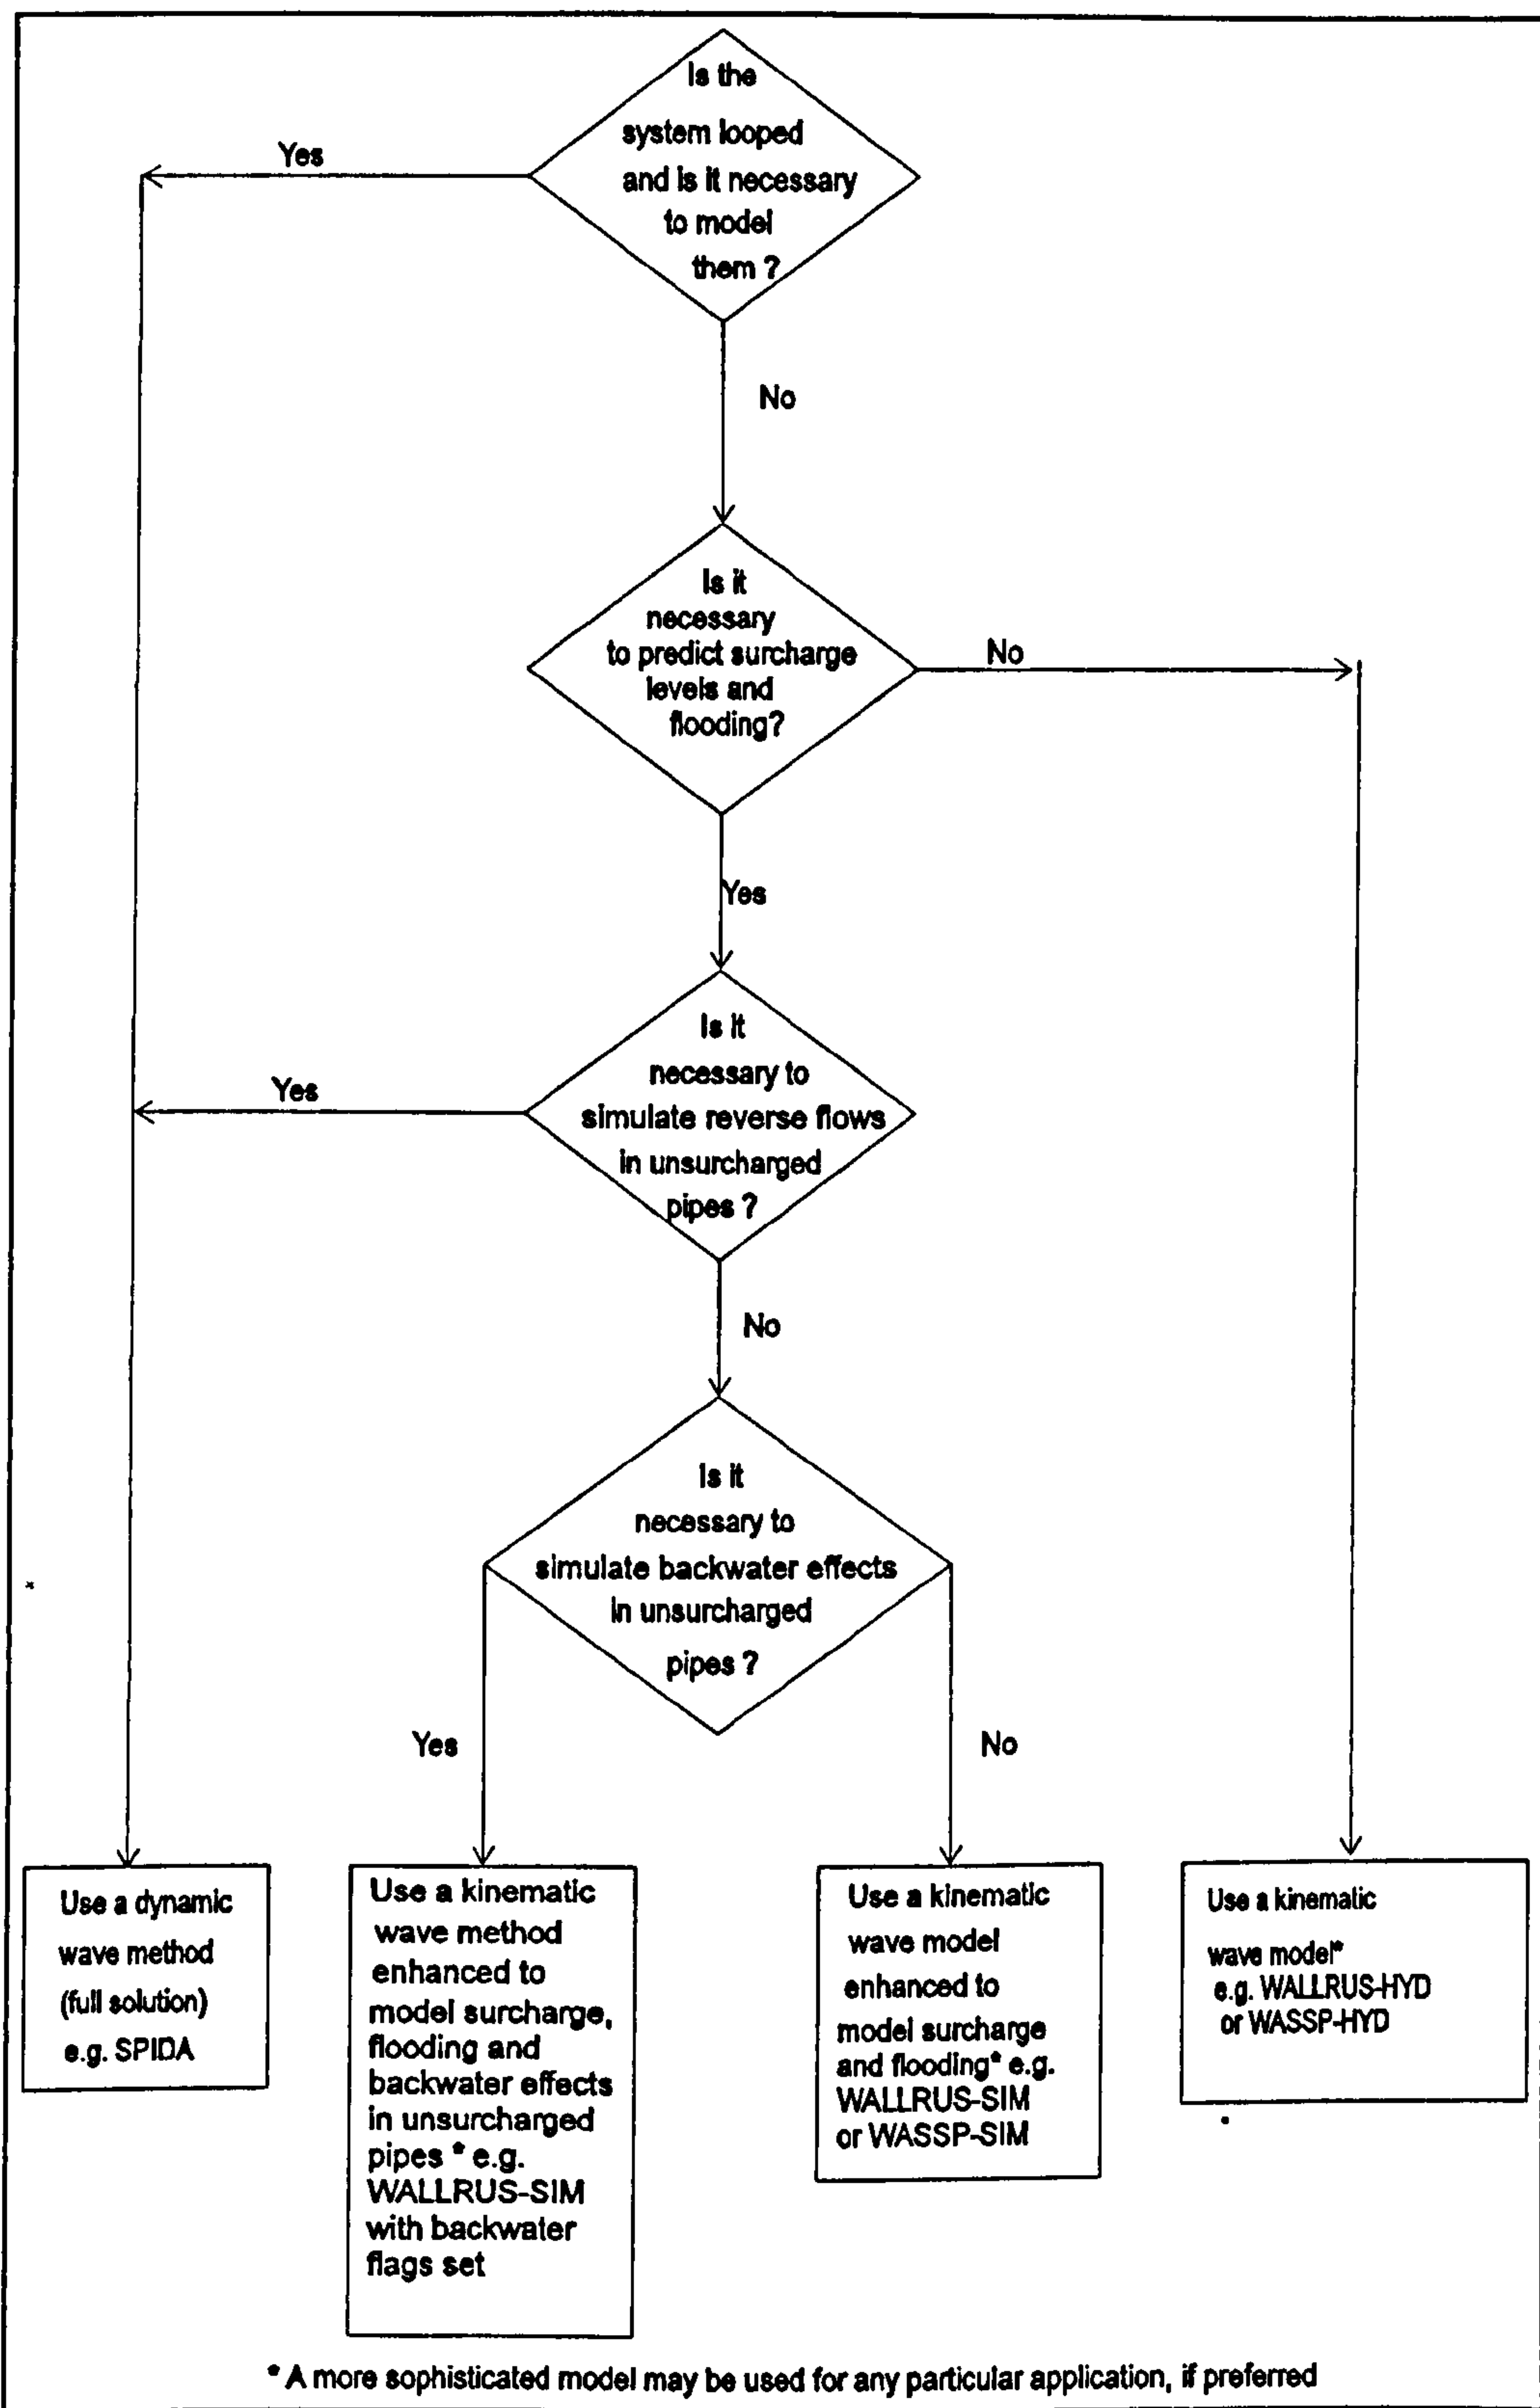 Is the
system looped
and is it necessary
to model
them ?
Yes
No
Is it
necessary
to predict surcharge
levels and
flooding?
No
Yes
Is it
necessary to
simulate reverse flows
in unsurcharged
pipes ?
Yes
No
Is it
necessary to
simulate backwater effects
in unsurcharged
pipes ?
Yes
No
Use a dynamic
wave method
(full solution)
e.g. SPIDA
Use a kinematic
wave method
enhanced to
model surcharge,
flooding and
backwater effects
in unsurcharged
pipes * e.g.
WALLRUS-SIM
with backwater
flags set
Use a kinematic
wave model
enhanced to
model surcharge
and flooding* e.g.
WALLRUS-SIM
or WASSP-SIM
Use a kinematic
wave model*
e.g. WALLRUS-HYD
or WASSP-HYD
* A more sophisticated model may be used for any particular application, if preferred